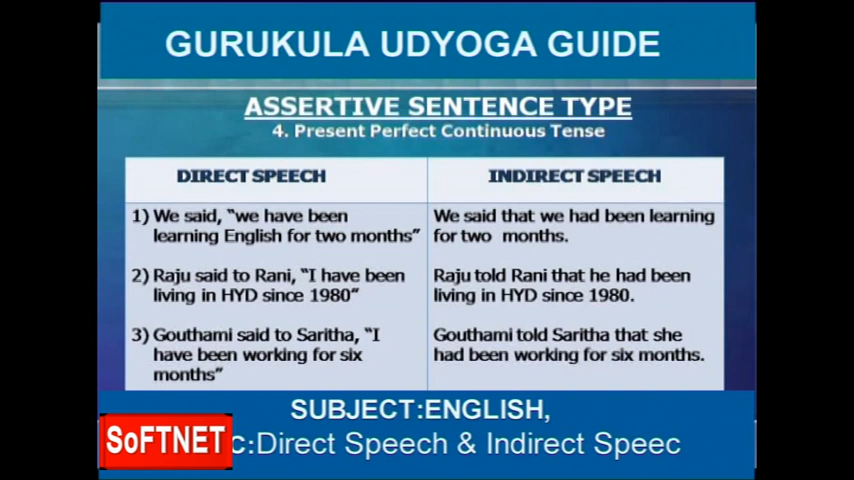 GURUKULA UDYOGA GUIDE
ASSERTIVE SENTENCE TYPE
4. Present Perfect Continuous Tense
DIRECT SPEECH
INDIRECT SPEECH
1) We said, “we have been
learning English for two months”
We said that we had been learning
for two months.
2) Raju said to Rani, “I have been
living in HYD since 1980”
Raju told Rani that he had been
living in HYD since 1980.
3) Gouthami said to Saritha, “I
have been working for six
months”
Gouthami told Saritha that she
had been working for six months.
SUBJECT:ENGLISH,
SoFTNET
C:Direct Speech & Indirect Speec